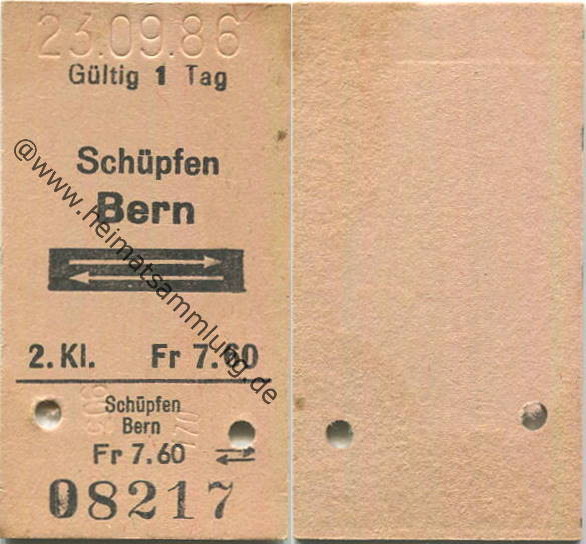 23.09.86
Gültig 1 Tag
Schüpfen
Bern
@www.heimatsammlung.de
2. Kl. Fr 7.60
Schüpfen
Bern
Fr 7.60
08217